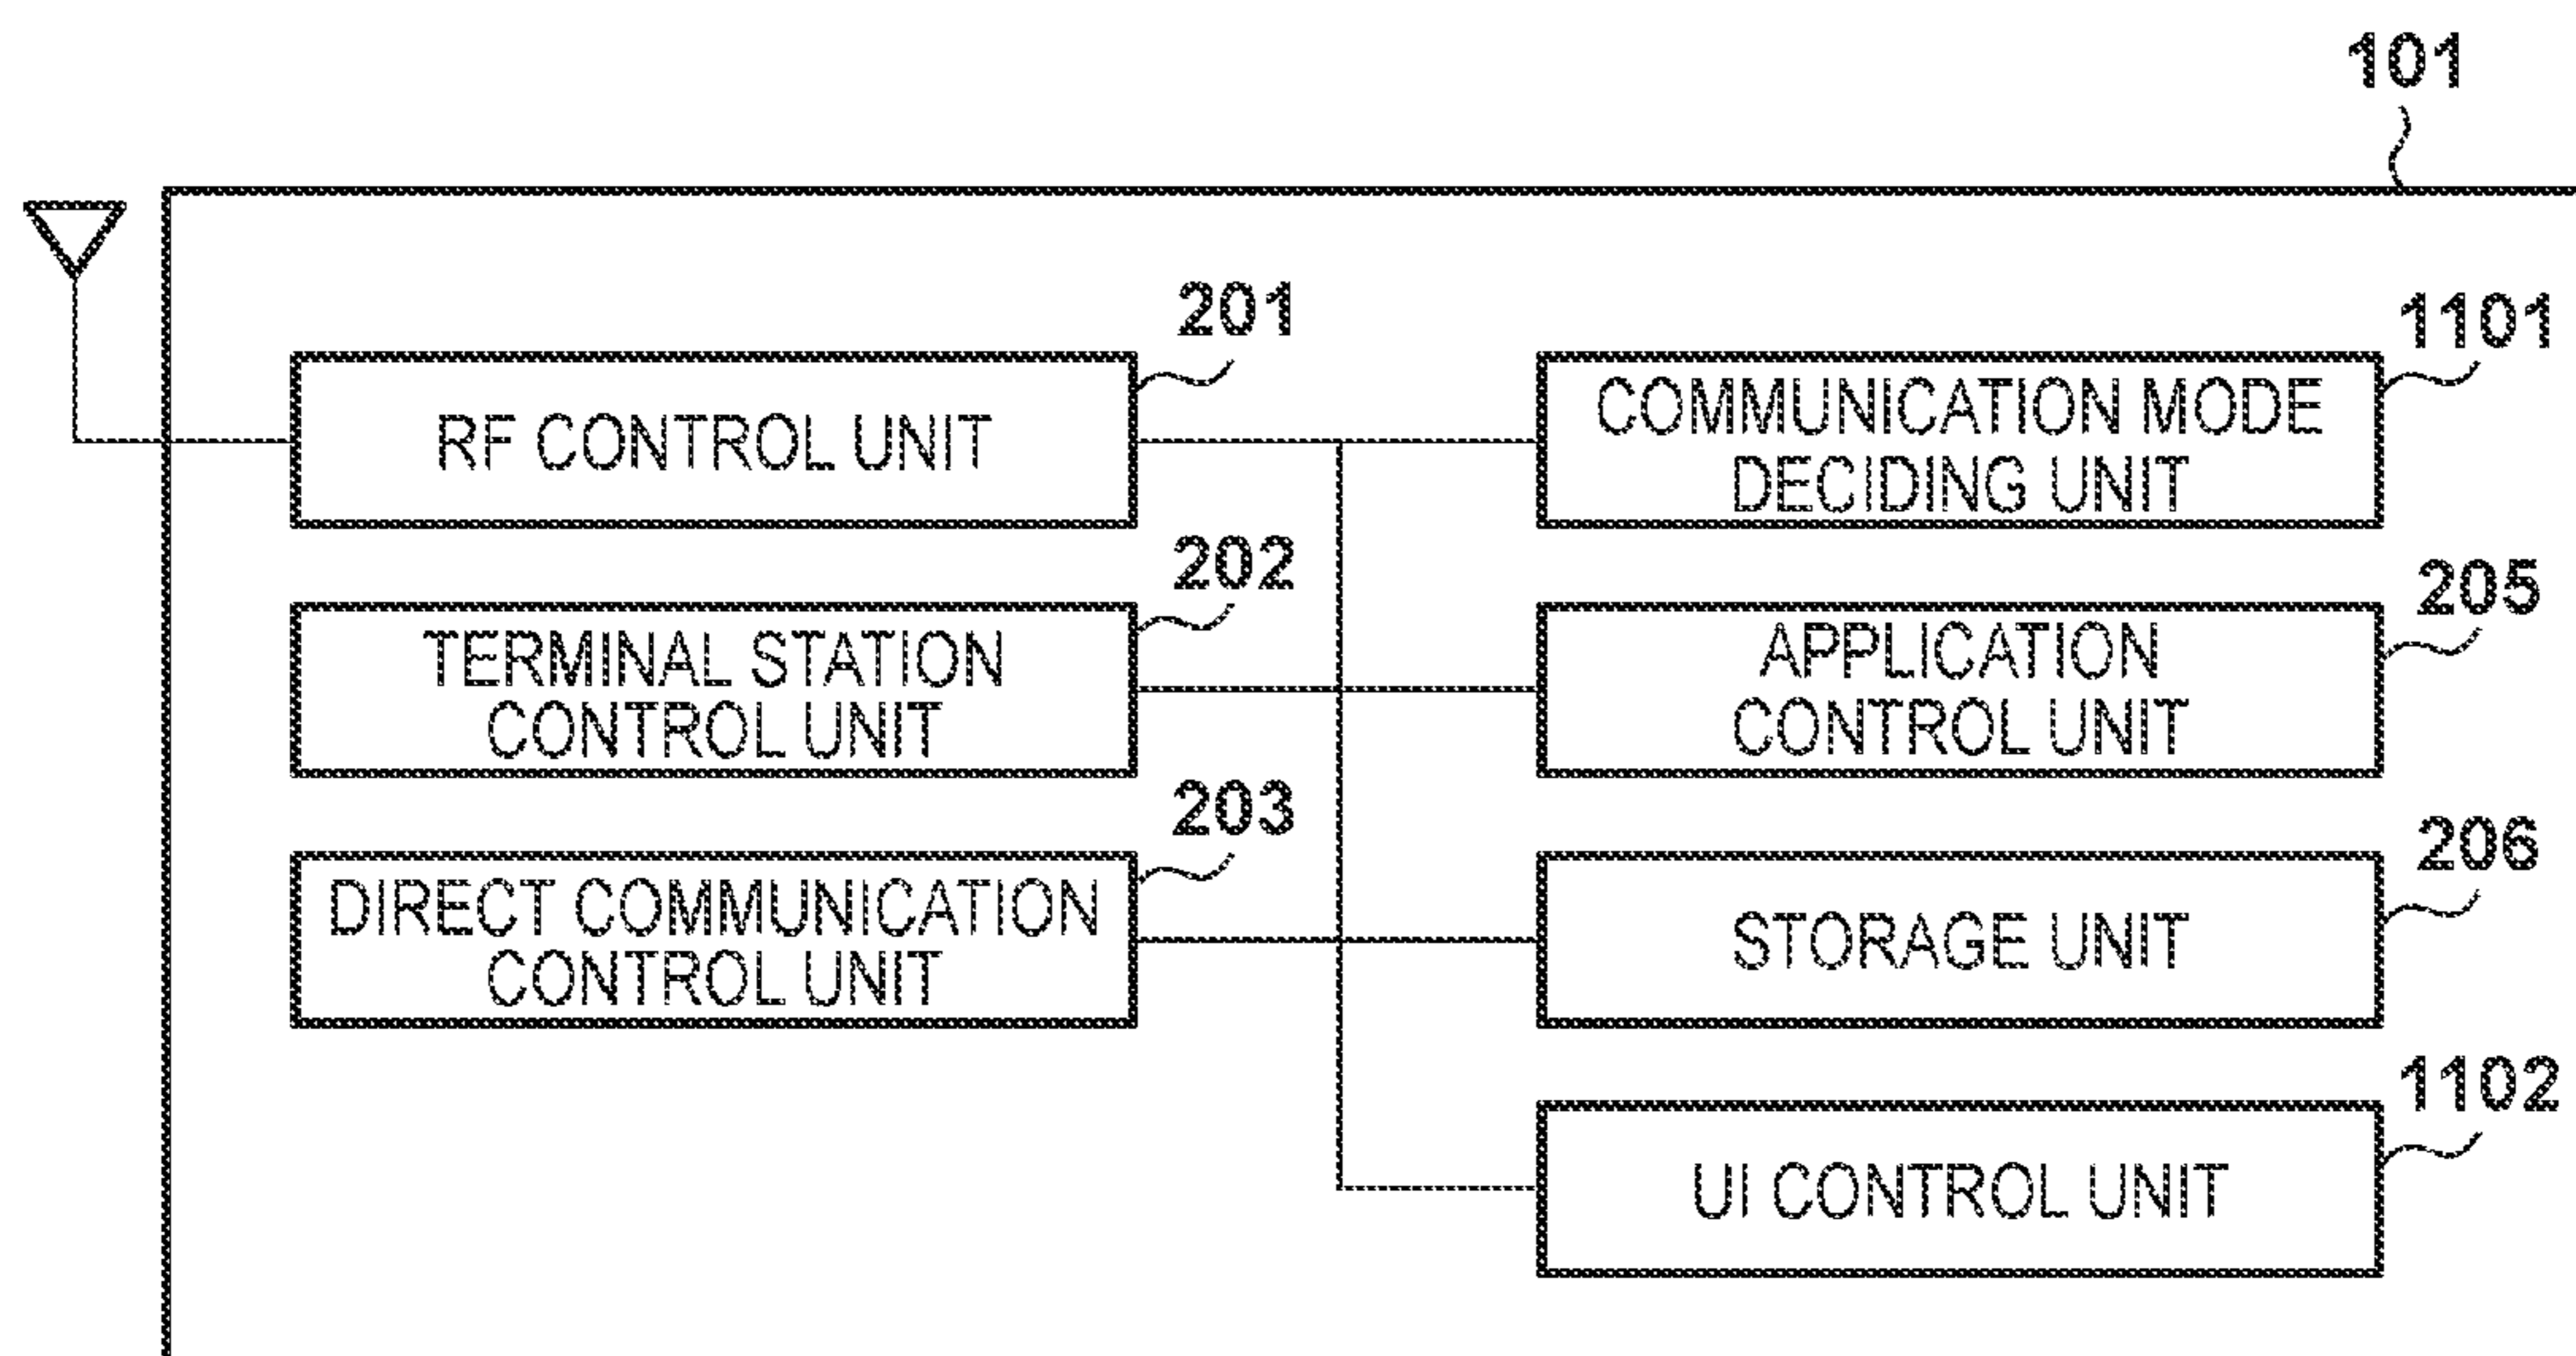 101
201
RF CONTROL UNIT
1101
COMMUNICATION MODE
DECIDING UNIT
202
TERMINAL STATION
CONTROL UNIT
205
APPLICATION
CONTROL UNIT
203
DIRECT COMMUNICATION
CONTROL UNIT
206
STORAGE UNIT
1102
UI CONTROL UNIT